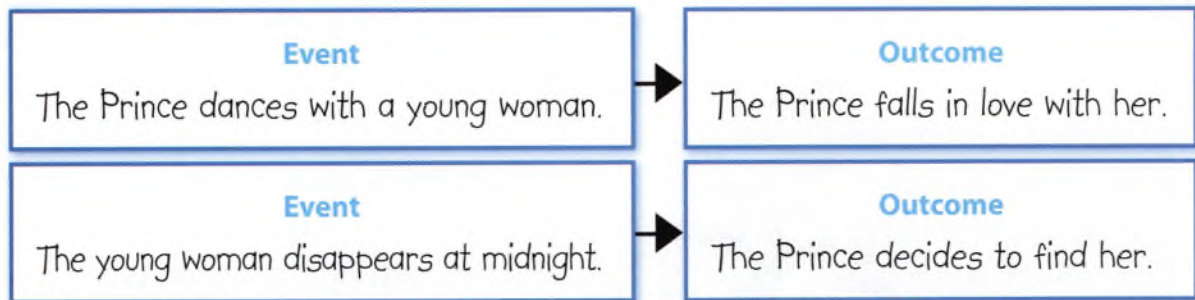 Event
The Prince dances with a young woman.
Outcome
The Prince falls in love with her.
Event
The young woman disappears at midnight.
Outcome
The Prince decides to find her.